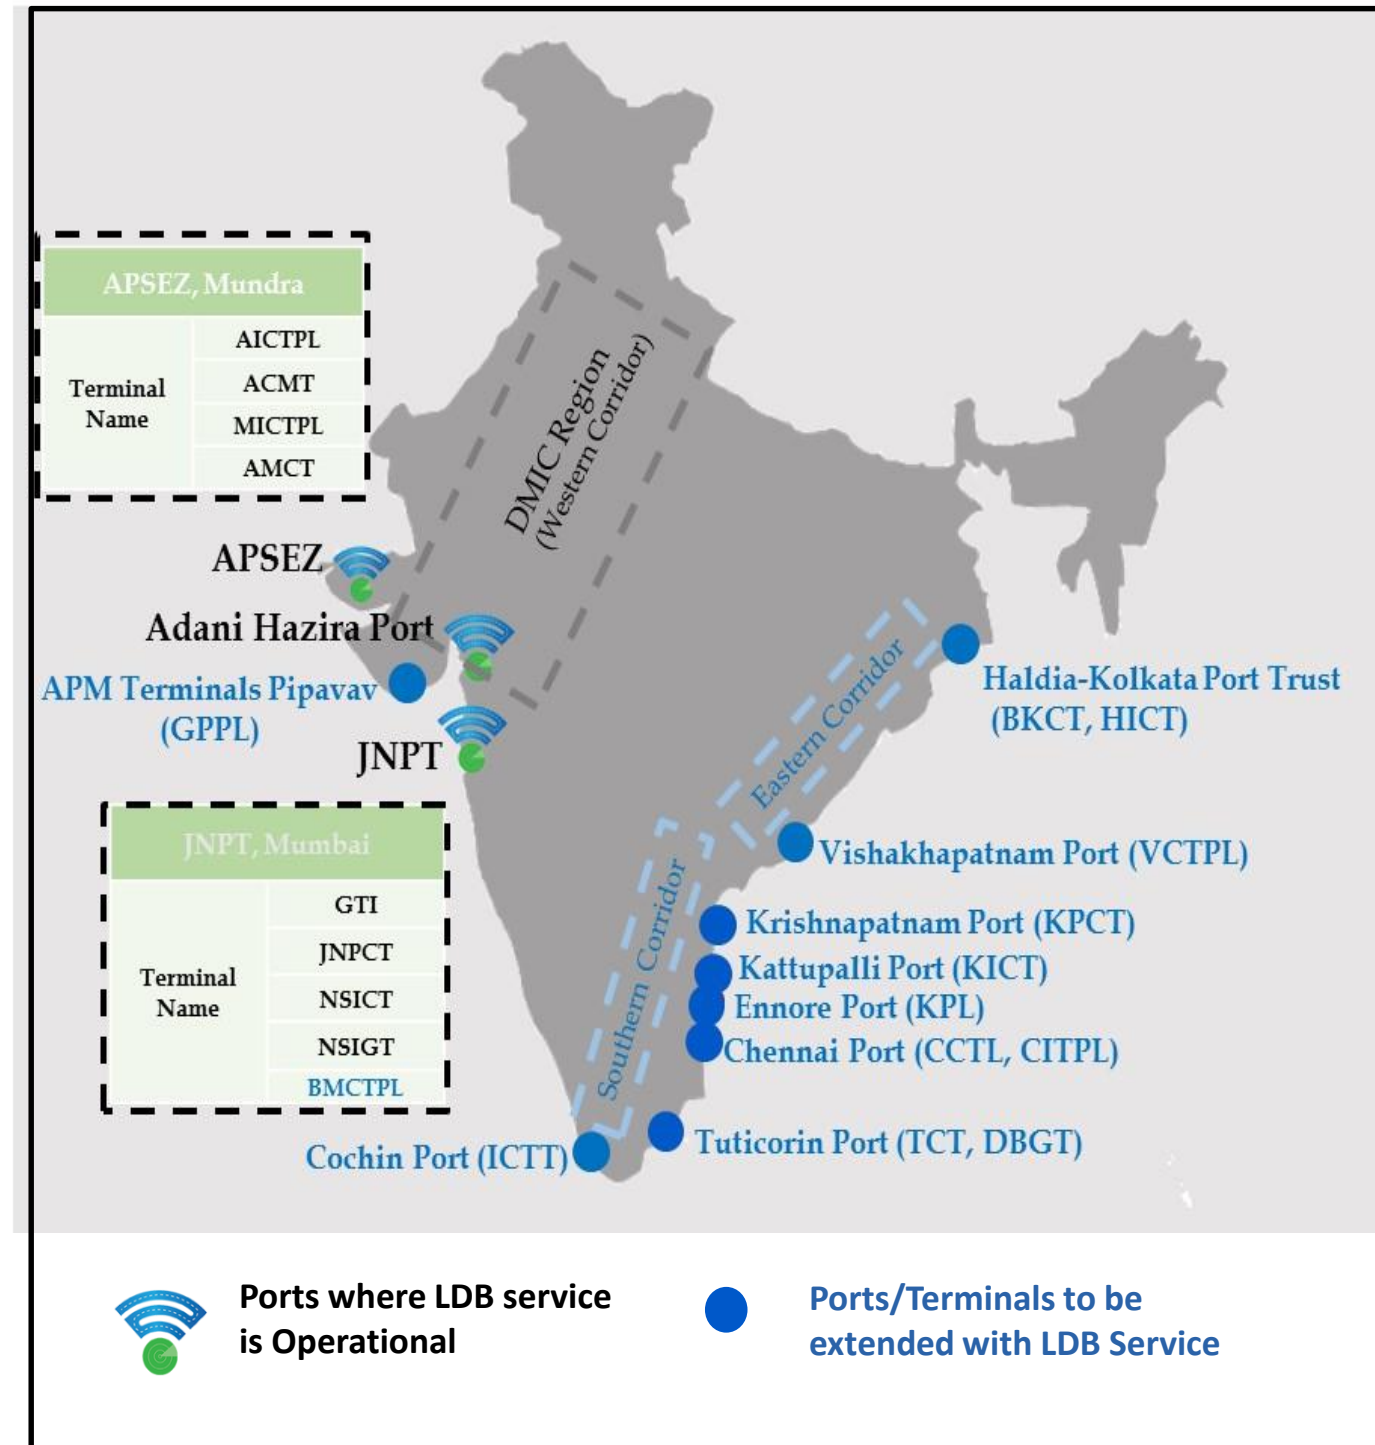 APSEZ, Mundra
Terminal
Name
AICTPL
ACMT
MICTPL
AMCT
DMIC Region
(Western Corridor)
APSEZ
Adani Hazira Port
APM Terminals Pipavav
(GPPL)
JNPT
JNPT, Mumbai
Terminal
Name
GTI
JNPCT
NSICT
NSIGT
BMCTPL
Eastern Corridor
Southern Corridor
Haldia-Kolkata Port Trust
(BKCT, HICT)
Vishakhapatnam Port (VCTPL)
Krishnapatnam Port (KPCT)
Kattupalli Port (KICT)
Ennore Port (KPL)
Chennai Port (CCTL, CITPL)
Tuticorin Port (TCT, DBGT)
Cochin Port (ICTT)
Ports where LDB service
is Operational
Ports/Terminals to be
extended with LDB Service